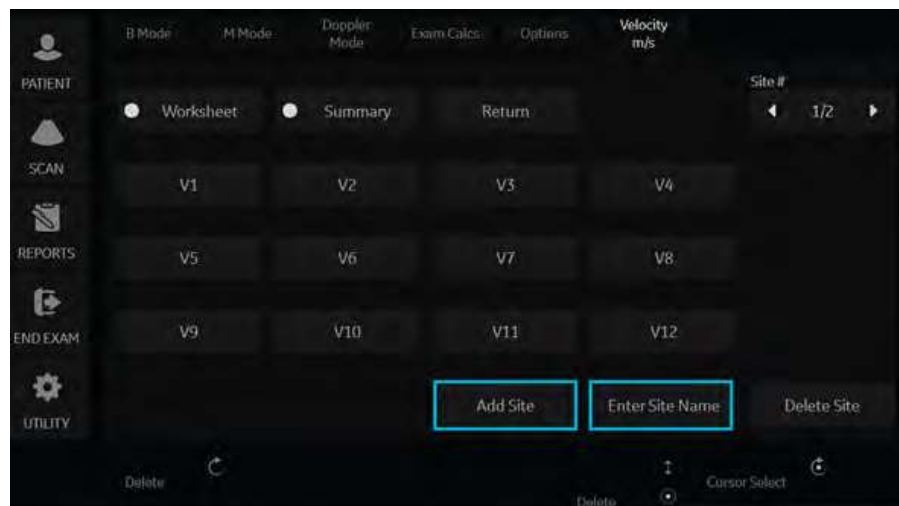 B Mode
M Mode
Doppler
Mode
Exam Calcs
Options
Velocity
m/s
PATIENT
Site #
Worksheet
Summary
Return
1/2
SCAN
V1
V2
V3
V4
REPORTS
V5
V6
V7
V8
END EXAM
V9
V10
V11
V12
UTILITY
Add Site
Enter Site Name
Delete Site
Delete
Delete
Cursor Select